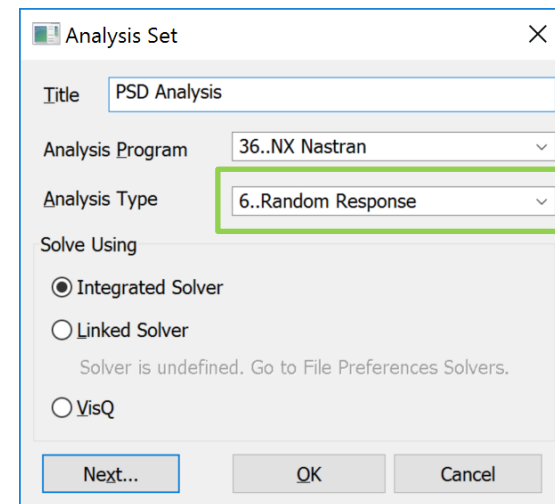 Analysis Set
Title PSD Analysis
Analysis Program 36..NX Nastran
Analysis Type 6..Random Response
Solve Using
Integrated Solver
Linked Solver
Solver is undefined. Go to File Preferences Solvers.
VisQ
Next... OK Cancel